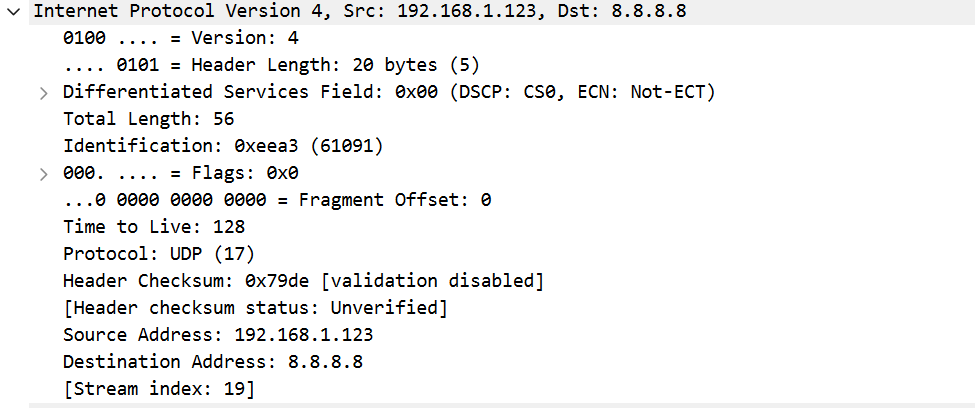 Internet Protocol Version 4, Src: 192.168.1.123, Dst: 8.8.8.8
0100 .... = Version: 4
.... 0101 = Header Length: 20 bytes (5)
Differentiated Services Field: 0x00 (DSCP: CS0, ECN: Not-ECT)
Total Length: 56
Identification: 0xeea3 (61091)
000. .... = Flags: 0x0
...0 0000 0000 0000 = Fragment Offset: 0
Time to Live: 128
Protocol: UDP (17)
Header Checksum: 0x79de [validation disabled]
[Header checksum status: Unverified]
Source Address: 192.168.1.123
Destination Address: 8.8.8.8
[Stream index: 19]